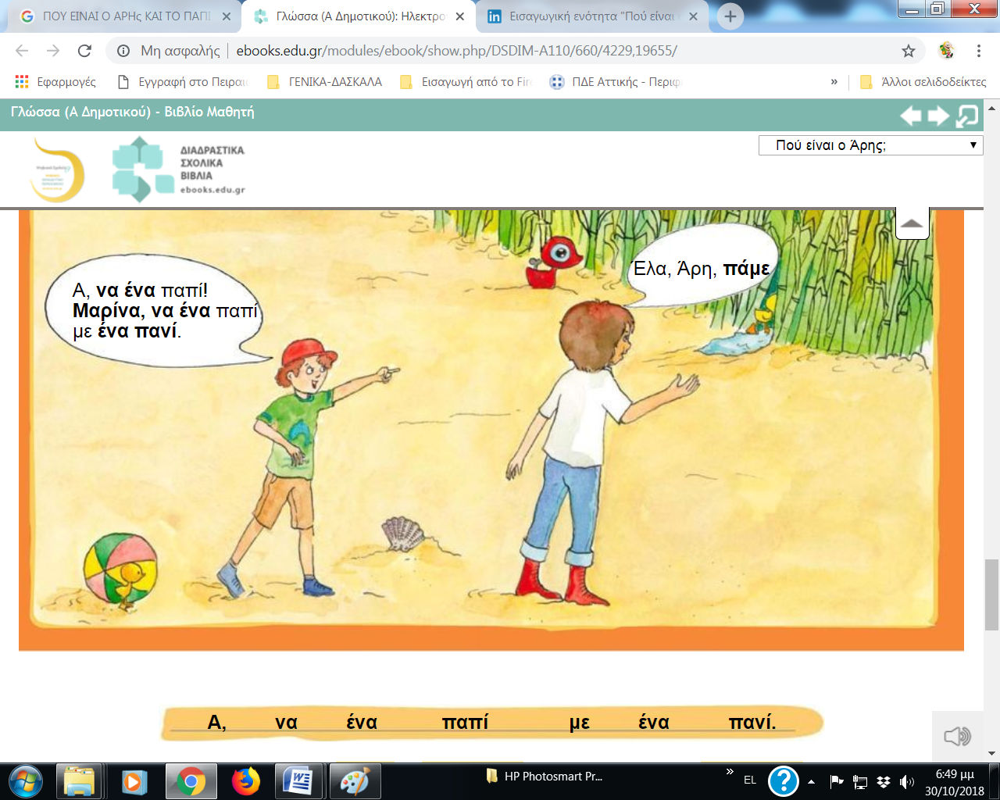 ΠΟΥ ΕΙΝΑΙ Ο ΑΡΗς ΚΑΙ ΤΟ ΠΑΠΙ
Γλώσσα (Α Δημοτικού): Ηλεκτρο
Εισαγωγική ενότητα "Πού είναι
Μη ασφαλής
ebooks.edu.gr/modules/ebook/show.php/DSDIM-A110/660/4229,19655/
Εφαρμογές
Εγγραφή στο Πειραι
ΓΕΝΙΚΑ-ΔΑΣΚΑΛΑ
Εισαγωγή από το Fir
ΠΔΕ Αττικής - Περιφ
»
Άλλοι σελιδοδείκτες
Γλώσσα (Α Δημοτικού) - Βιβλίο Μαθητή
ΔΙΑΔΡΑΣΤΙΚΑ
ΣΧΟΛΙΚΑ
ΒΙΒΛΙΑ
ebooks.edu.gr
Πού είναι ο Άρης;
Α, να ένα παπί!
Μαρίνα, να ένα παπί
με ένα πανί.
Έλα, Άρη, πάμε
Α, να ένα παπί με ένα πανί.
HP Photosmart Pr...
»
EL
6:49 μμ
30/10/2018